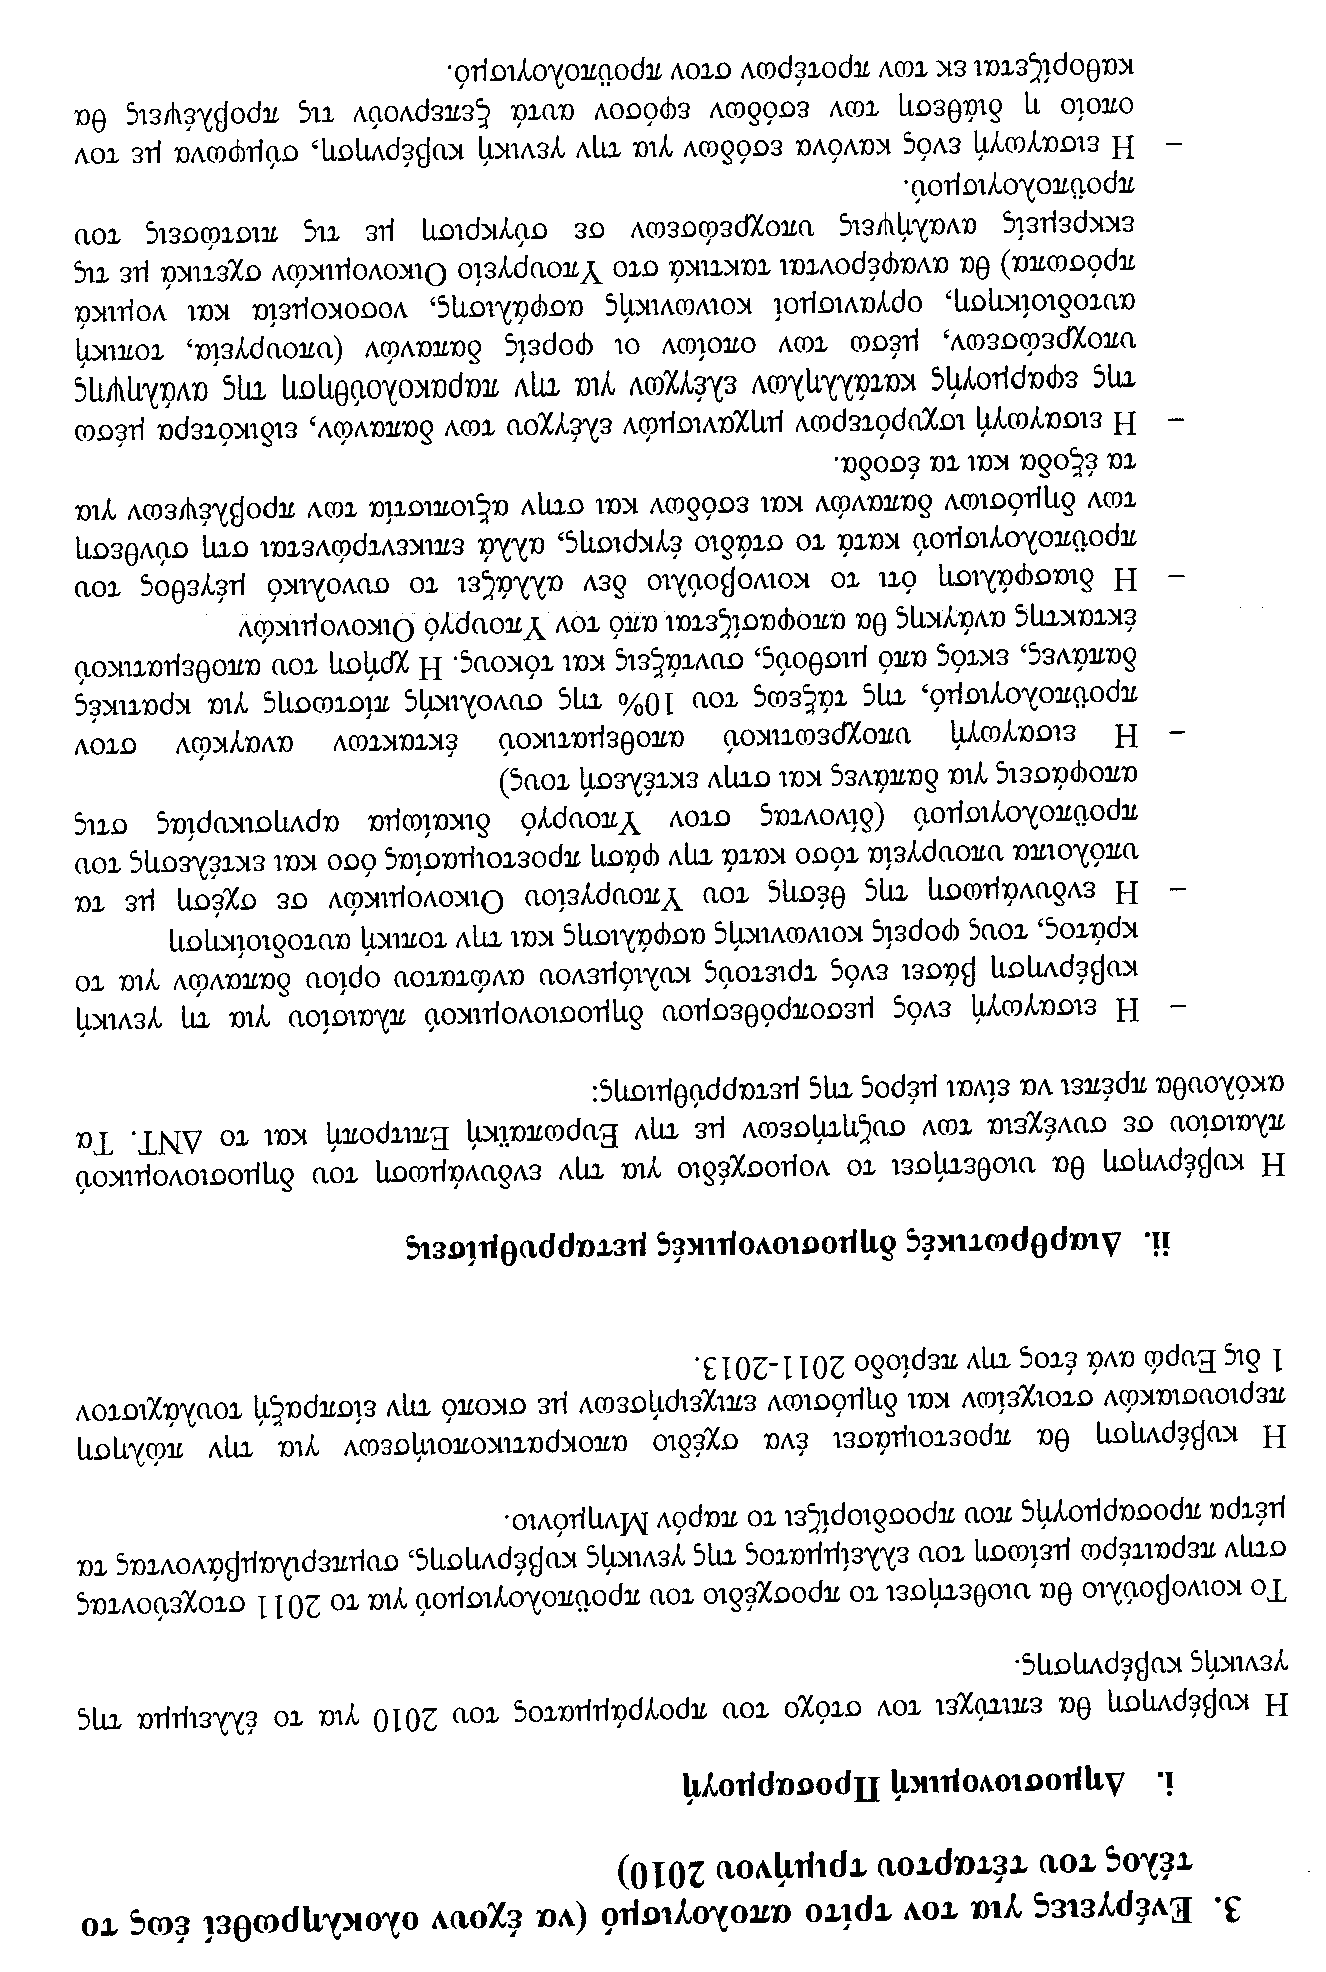 3. Ενέργειες για τον τρίτο απολογισμό (να έχουν ολοκληρωθεί έως το
τέλος του τέταρτου τριμήνου 2010)
i. Δημοσιονομική Προσαρμογή
Η κυβέρνηση θα επιτύχει τον στόχο του προγράμματος του 2010 για το έλλειμμα της
γενικής κυβέρνησης.
Το κοινοβούλιο θα υιοθετήσει το προσχέδιο του προϋπολογισμού για το 2011 στοχεύοντας
στην περαιτέρω μείωση του ελλείμματος της γενικής κυβέρνησης, συμπεριλαμβάνοντας τα
μέτρα προσαρμογής που προσδιορίζει το παρόν Μνημόνιο.
Η κυβέρνηση θα προετοιμάσει ένα σχέδιο αποκρατικοποιήσεων για την πώληση
περιουσιακών στοιχείων και δημόσιων επιχειρήσεων με σκοπό την είσπραξη τουλάχιστον
1 δις Ευρώ ανά έτος την περίοδο 2011-2013.
ii. Διαρθρωτικές δημοσιονομικές μεταρρυθμίσεις
Η κυβέρνηση θα υιοθετήσει το νομοσχέδιο για την ενδυνάμωση του δημοσιονομικού
πλαισίου σε συνέχεια των συζητήσεων με την Ευρωπαϊκή Επιτροπή και το ΔΝΤ. Τα
ακόλουθα πρέπει να είναι μέρος της μεταρρύθμισης:
– Η εισαγωγή ενός μεσοπρόθεσμου δημοσιονομικού πλαισίου για τη γενική
κυβέρνηση βάσει ενός τριετούς κυλιόμενου ανώτατου ορίου δαπανών για το
κράτος, τους φορείς κοινωνικής ασφάλισης και την τοπική αυτοδιοίκηση
– Η ενδυνάμωση της θέσης του Υπουργείου Οικονομικών σε σχέση με τα
υπόλοιπα υπουργεία τόσο κατά την φάση προετοιμασίας όσο και εκτέλεσης του
προϋπολογισμού (δίνοντας στον Υπουργό δικαίωμα αρνησικυρίας στις
αποφάσεις για δαπάνες και στην εκτέλεσή τους)
– Η εισαγωγή υποχρεωτικού αποθεματικού έκτακτων αναγκών στον
προϋπολογισμό, της τάξεως του 10% της συνολικής πίστωσης για κρατικές
δαπάνες, εκτός από μισθούς, συντάξεις και τόκους. Η χρήση του αποθεματικού
έκτακτης ανάγκης θα αποφασίζεται από τον Υπουργό Οικονομικών
– Η διασφάλιση ότι το κοινοβούλιο δεν αλλάζει το συνολικό μέγεθος του
προϋπολογισμού κατά το στάδιο έγκρισης, αλλά επικεντρώνεται στη σύνθεση
των δημόσιων δαπανών και εσόδων και στην αξιοπιστία των προβλέψεων για
τα έξοδα και τα έσοδα.
– Η εισαγωγή ισχυρότερων μηχανισμών ελέγχου των δαπανών, ειδικότερα μέσω
της εφαρμογής κατάλληλων ελέγχων για την παρακολούθηση της ανάληψης
υποχρεώσεων, μέσω των οποίων οι φορείς δαπανών (υπουργεία, τοπική
αυτοδιοίκηση, οργανισμοί κοινωνικής ασφάλισης, νοσοκομεία και νομικά
πρόσωπα) θα αναφέρονται τακτικά στο Υπουργείο Οικονομικών σχετικά με τις
εκκρεμείς αναλήψεις υποχρεώσεων σε σύγκριση με τις πιστώσεις του
προϋπολογισμού.
– Η εισαγωγή ενός κανόνα εσόδων για την γενική κυβέρνηση, σύμφωνα με τον
οποίο η διάθεση των εσόδων εφόσον αυτά ξεπερνούν τις προβλέψεις θα
καθορίζεται εκ των προτέρων στον προϋπολογισμό.